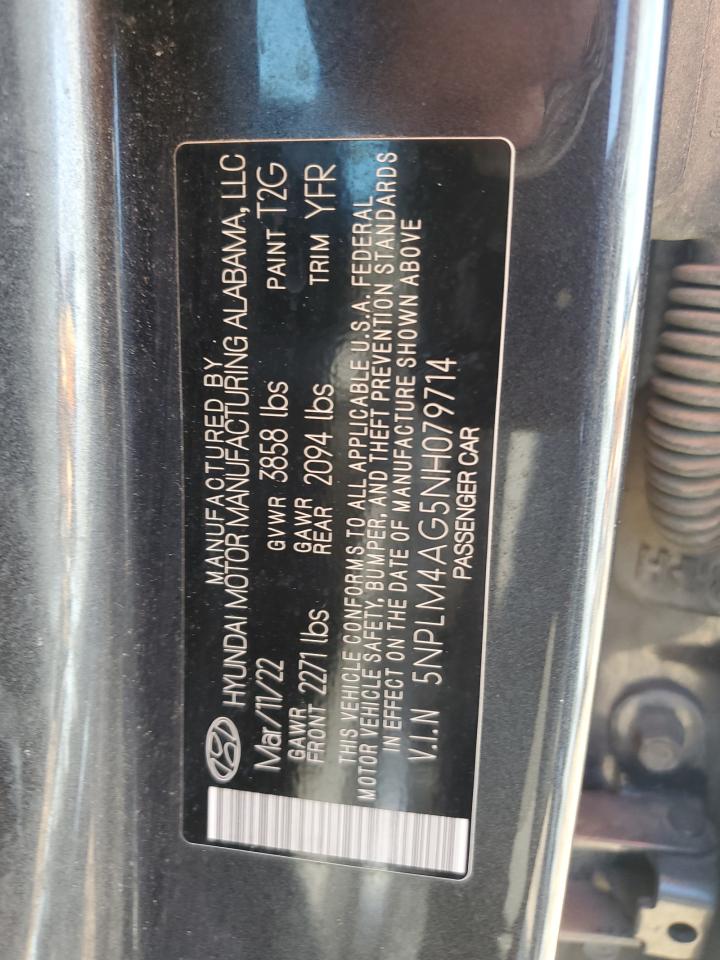 MANUFACTURED BY
HYUNDAI MOTOR MANUFACTURING ALABAMA, LLC
Mar/11/22 GVWR 3858 lbs PAINT T2G
GAWR FRONT 2271 lbs GAWR REAR 2094 lbs TRIM YFR
THIS VEHICLE CONFORMS TO ALL APPLICABLE U.S.A. FEDERAL
MOTOR VEHICLE SAFETY, BUMPER, AND THEFT PREVENTION STANDARDS
IN EFFECT ON THE DATE OF MANUFACTURE SHOWN ABOVE
V.I.N 5NPLM4AG5NH079714
PASSENGER CAR